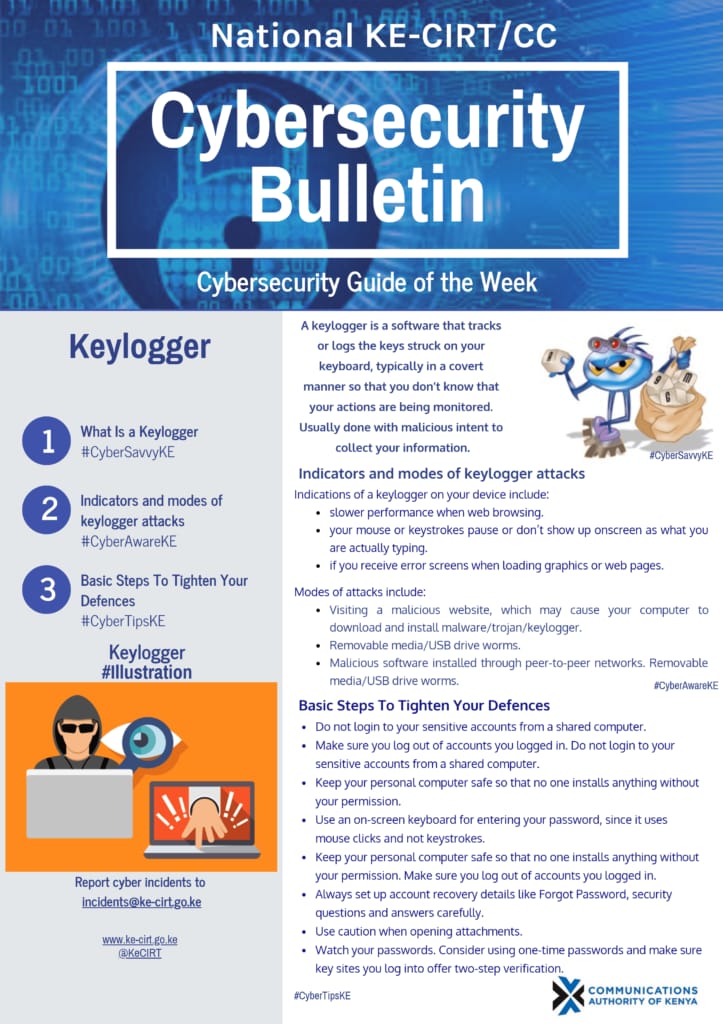 National KE-CIRT/CC
Cybersecurity
Bulletin
Cybersecurity Guide of the Week
Keylogger
1
What Is a Keylogger
#CyberSavvyKE
2
Indicators and modes of
keylogger attacks
#CyberAwareKE
3
Basic Steps To Tighten Your
Defences
#CyberTipsKE
Keylogger
#Illustration
Report cyber incidents to
incidents@ke-cirt.go.ke
www.ke-cirt.go.ke
@KeCIRT
A keylogger is a software that tracks
or logs the keys struck on your
keyboard, typically in a covert
manner so that you don't know that
your actions are being monitored.
Usually done with malicious intent to
collect your information.
#CyberSavvyKE
Indicators and modes of keylogger attacks
Indications of a keylogger on your device include:
• slower performance when web browsing.
• your mouse or keystrokes pause or don't show up onscreen as what you
are actually typing.
• if you receive error screens when loading graphics or web pages.
Modes of attacks include:
• Visiting a malicious website, which may cause your computer to
download and install malware/trojan/keylogger.
• Removable media/USB drive worms.
• Malicious software installed through peer-to-peer networks. Removable
media/USB drive worms.
#CyberAwareKE
Basic Steps To Tighten Your Defences
• Do not login to your sensitive accounts from a shared computer.
• Make sure you log out of accounts you logged in. Do not login to your
sensitive accounts from a shared computer.
• Keep your personal computer safe so that no one installs anything without
your permission.
• Use an on-screen keyboard for entering your password, since it uses
mouse clicks and not keystrokes.
• Keep your personal computer safe so that no one installs anything without
your permission. Make sure you log out of accounts you logged in.
• Always set up account recovery details like Forgot Password, security
questions and answers carefully.
• Use caution when opening attachments.
• Watch your passwords. Consider using one-time passwords and make sure
key sites you log into offer two-step verification.
#CyberTipsKE
COMMUNICATIONS
AUTHORITY OF KENYA